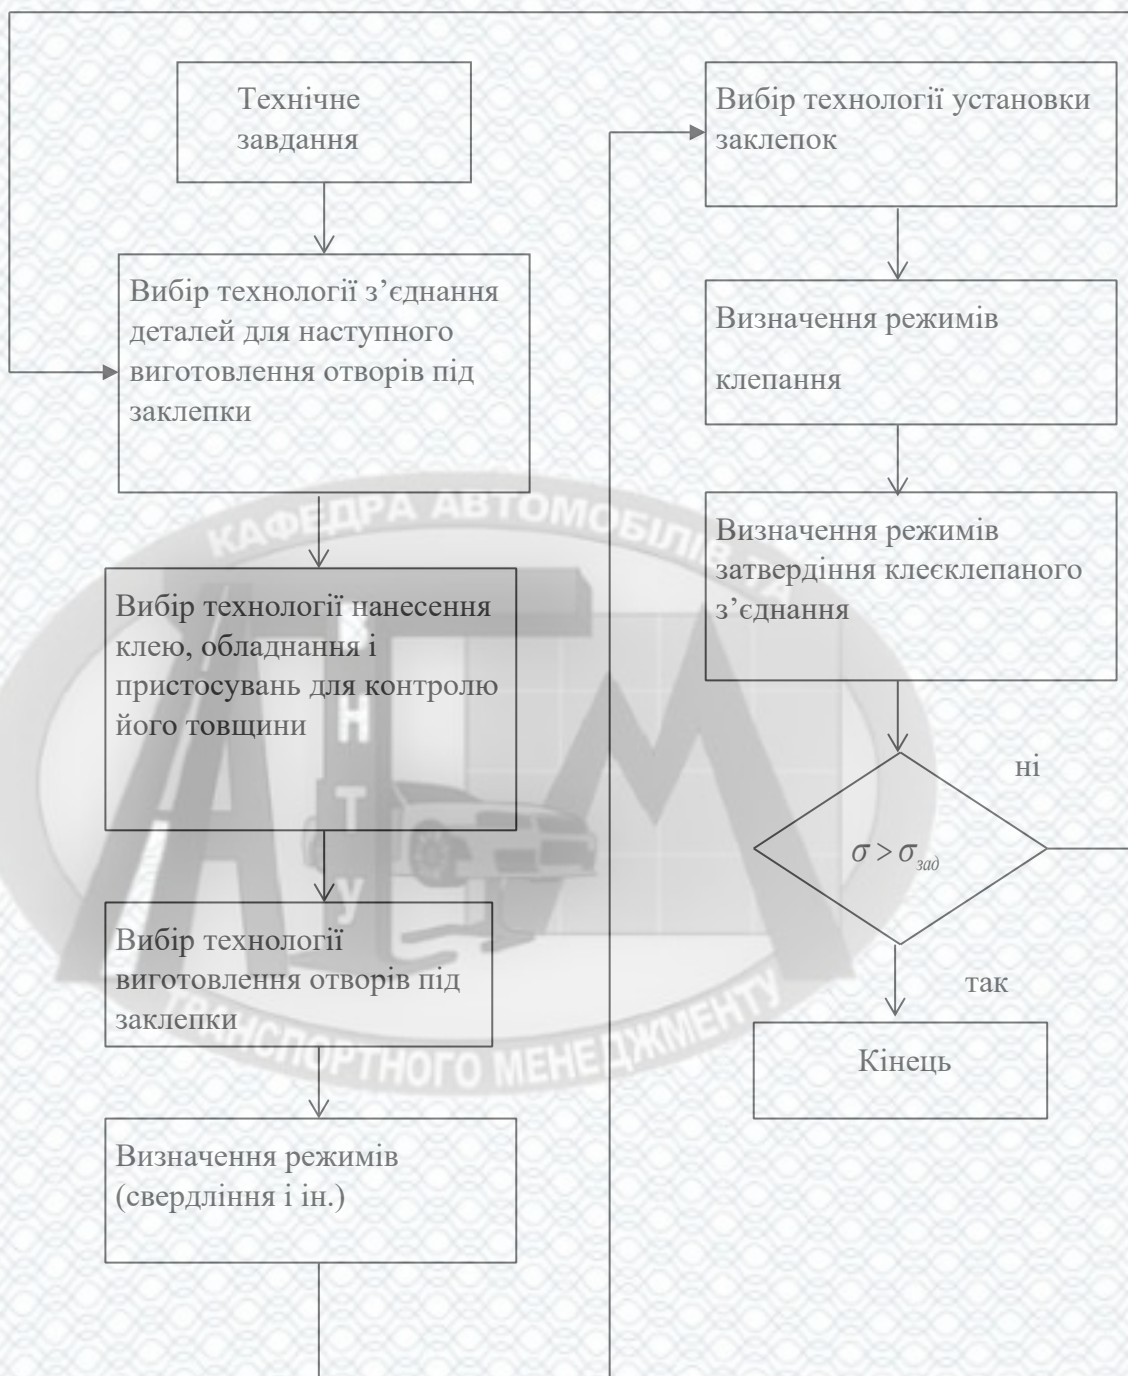 Технічне
завдання
Вибір технології з’єднання
деталей для наступного
виготовлення отворів під
заклепки
Вибір технології нанесення
клею, обладнання і
пристосувань для контролю
його товщини
Вибір технології
виготовлення отворів під
заклепки
Визначення режимів
(свердління і ін.)
Вибір технології установки
заклепок
Визначення режимів
клепання
Визначення режимів
затвердіння клеєклепаного
з’єднання
σ > σзад
ні
так
Кінець
КАФЕДРА АВТОМОБІЛІВ ТА
ТРАНСПОРТНОГО МЕНЕДЖМЕНТУ
Н
Т
У